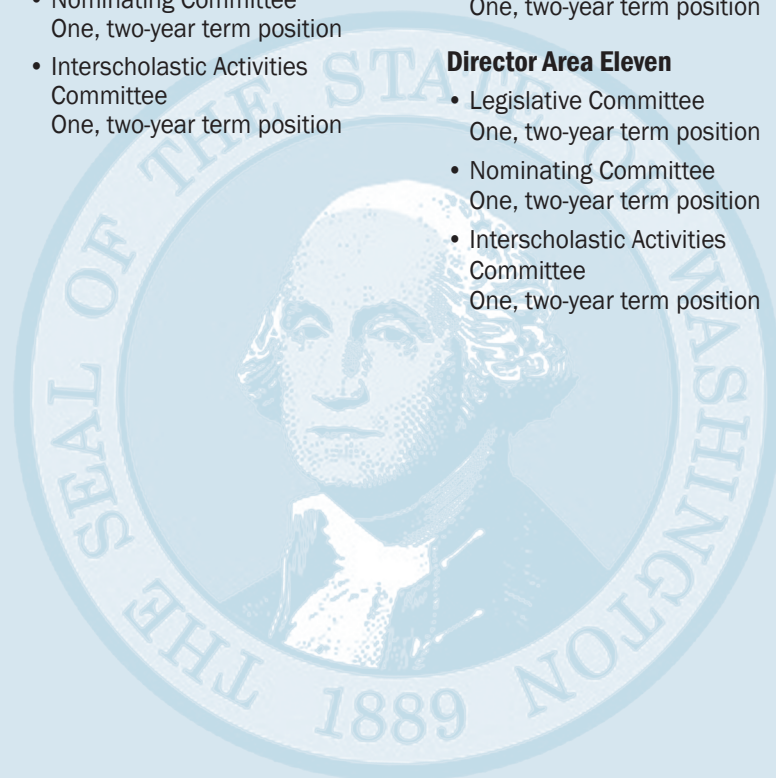 • Nominating Committee
One, two-year term position
• Interscholastic Activities
Committee
One, two-year term position
One, two-year term position
Director Area Eleven
• Legislative Committee
One, two-year term position
• Nominating Committee
One, two-year term position
• Interscholastic Activities
Committee
One, two-year term position
THE SEAL OF THE STATE OF WASHINGTON
1889